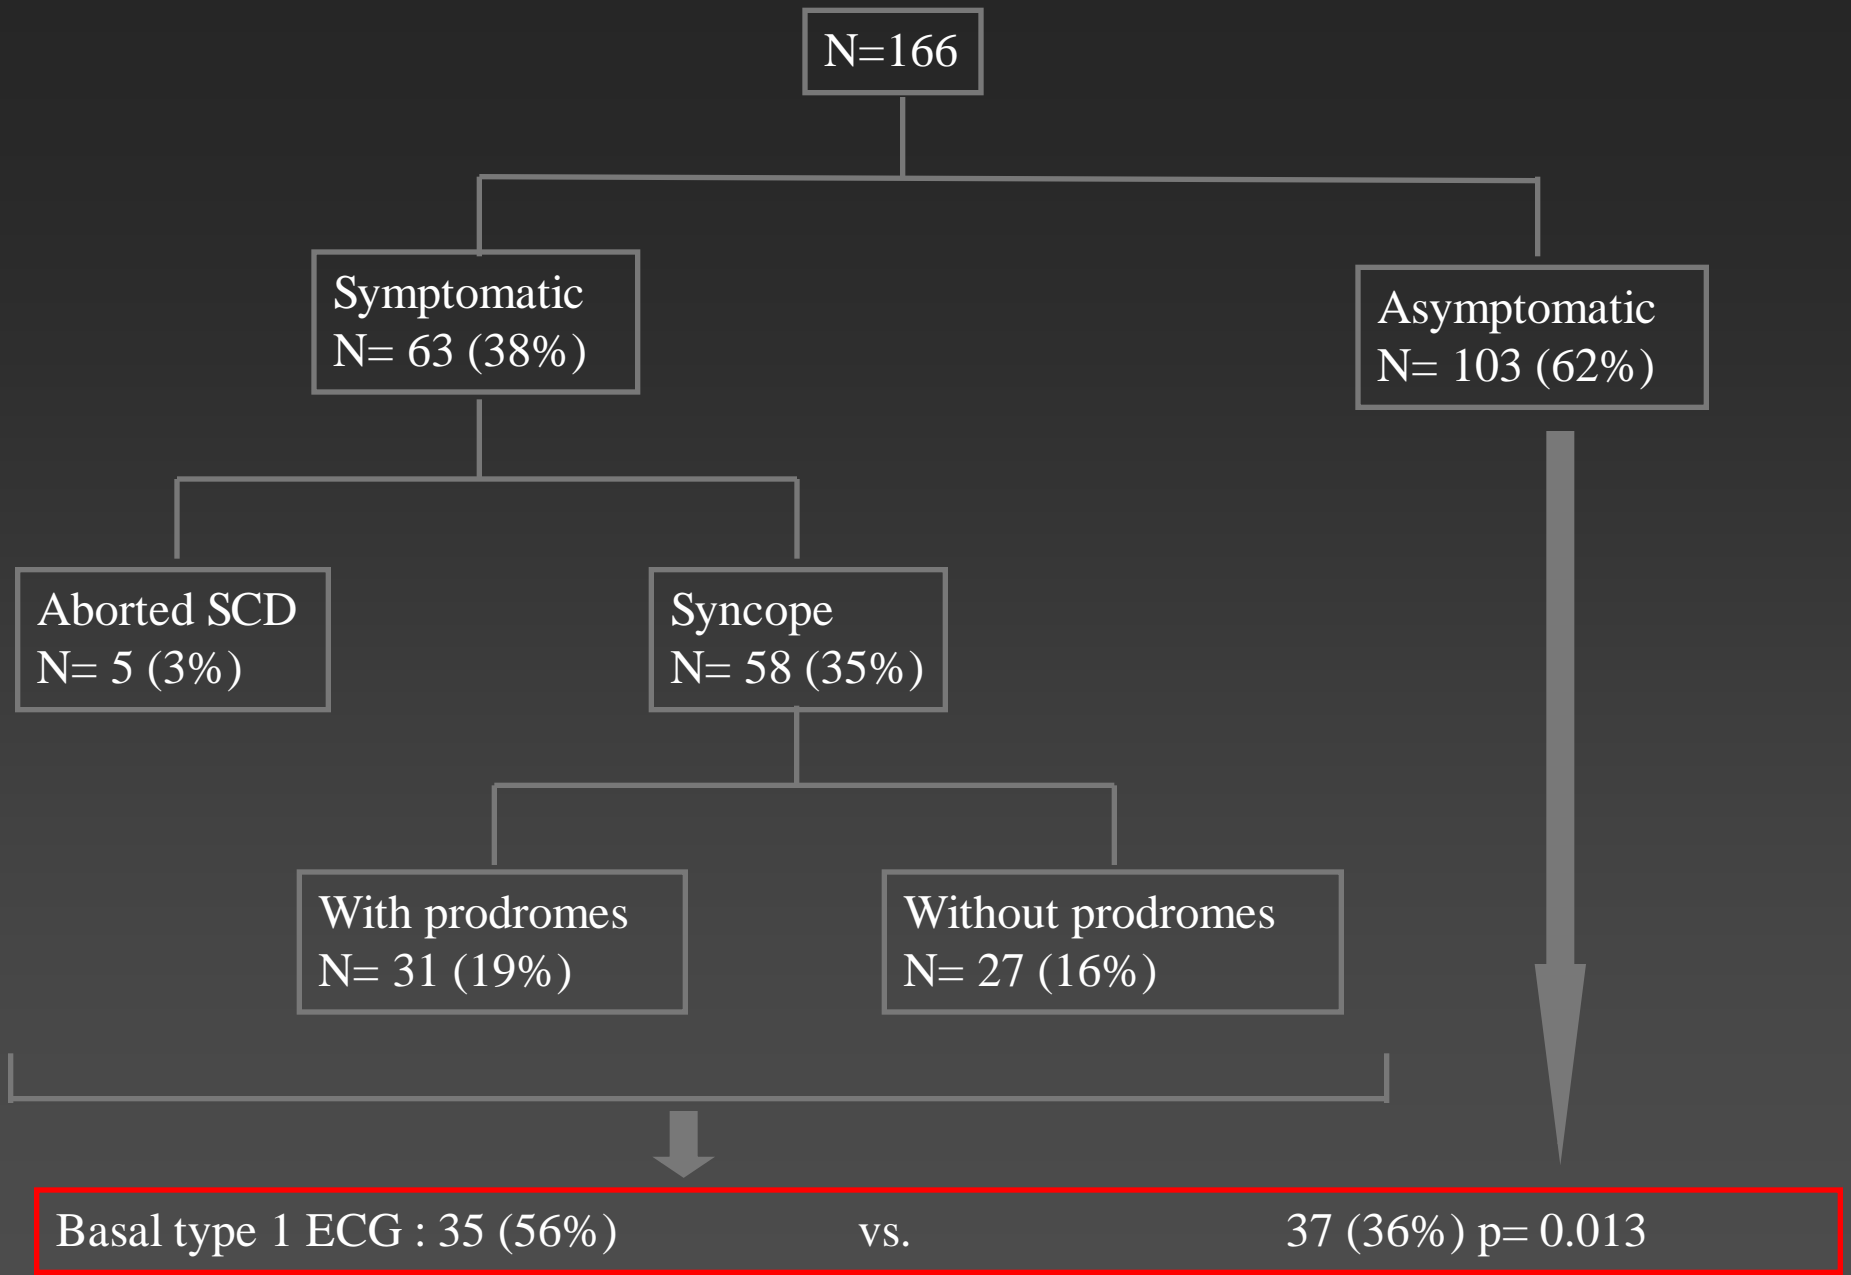 N=166
Symptomatic
N= 63 (38%)
Asymptomatic
N= 103 (62%)
Aborted SCD
N= 5 (3%)
Syncope
N= 58 (35%)
With prodromes
N= 31 (19%)
Without prodromes
N= 27 (16%)
Basal type 1 ECG : 35 (56%) vs. 37 (36%) p= 0.013